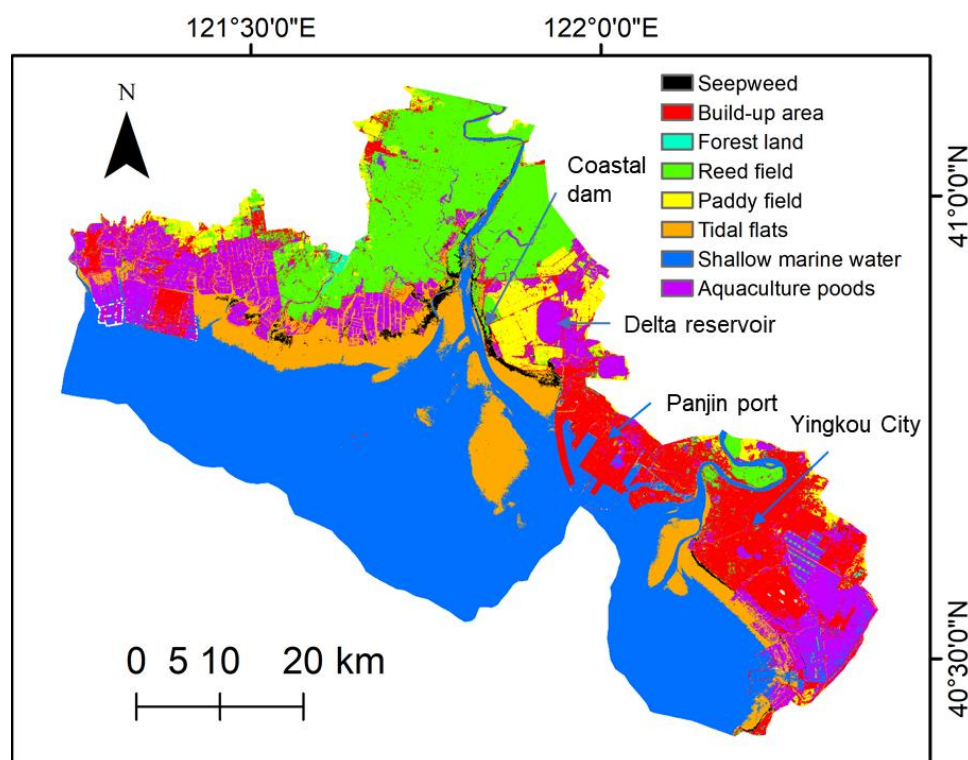 121°30'0"E
122°0'0"E
N
Seepweed
Build-up area
Forest land
Reed field
Paddy field
Tidal flats
Shallow marine water
Aquaculture poods
Coastal
dam
Delta reservoir
Panjin port
Yingkou City
41°0'0"N
40°30'0"N
0 5 10 20 km